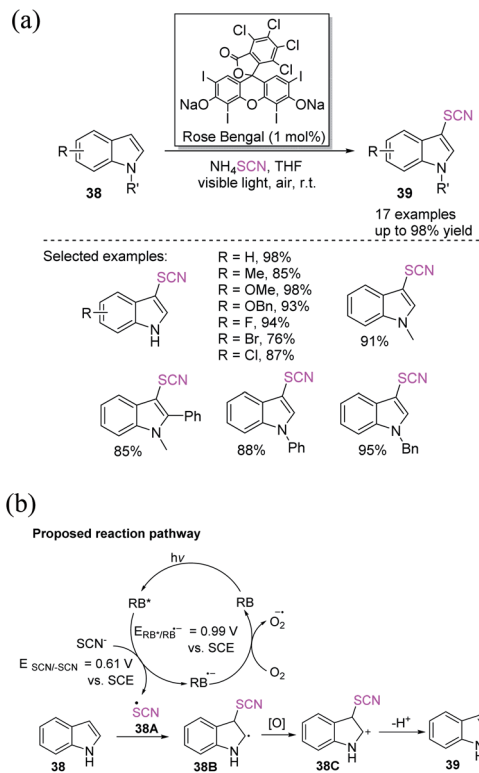 (a)
Cl
Cl
Cl
Cl
O
O
I
I
NaO
O
ONa
I
I
Rose Bengal (1 mol%)
NH4SCN, THF
visible light, air, r.t.
R
N
R'
38
SCN
R
N
R'
39
17 examples
up to 98% yield
Selected examples:
SCN
R
N
H
R = H, 98%
R = Me, 85%
R = OMe, 98%
R = OBn, 93%
R = F, 94%
R = Br, 76%
R = Cl, 87%
SCN
N
91%
SCN
Ph
N
85%
SCN
N
Ph
88%
SCN
N
Bn
95%
(b)
Proposed reaction pathway
hν
RB*
RB
O2•−
SCN-
E RB*/RB•− = 0.99 V
vs. SCE
E SCN/-SCN = 0.61 V
vs. SCE
RB•−
O2
•SCN
38A
SCN
SCN
[O]
-H+
N
H
38
N
H
38B
N
H
38C
+
39